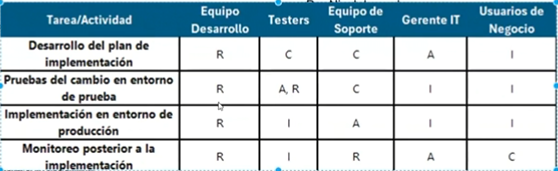 Tarea/Actividad Equipo Desarrollo Testers Equipo de Soporte Gerente IT Usuarios de Negocio
Desarrollo del plan de implementación R C C A I
Pruebas del cambio en entorno de prueba R A, R C I I
Implementación en entorno de producción R I A I I
Monitoreo posterior a la implementación R I R A C